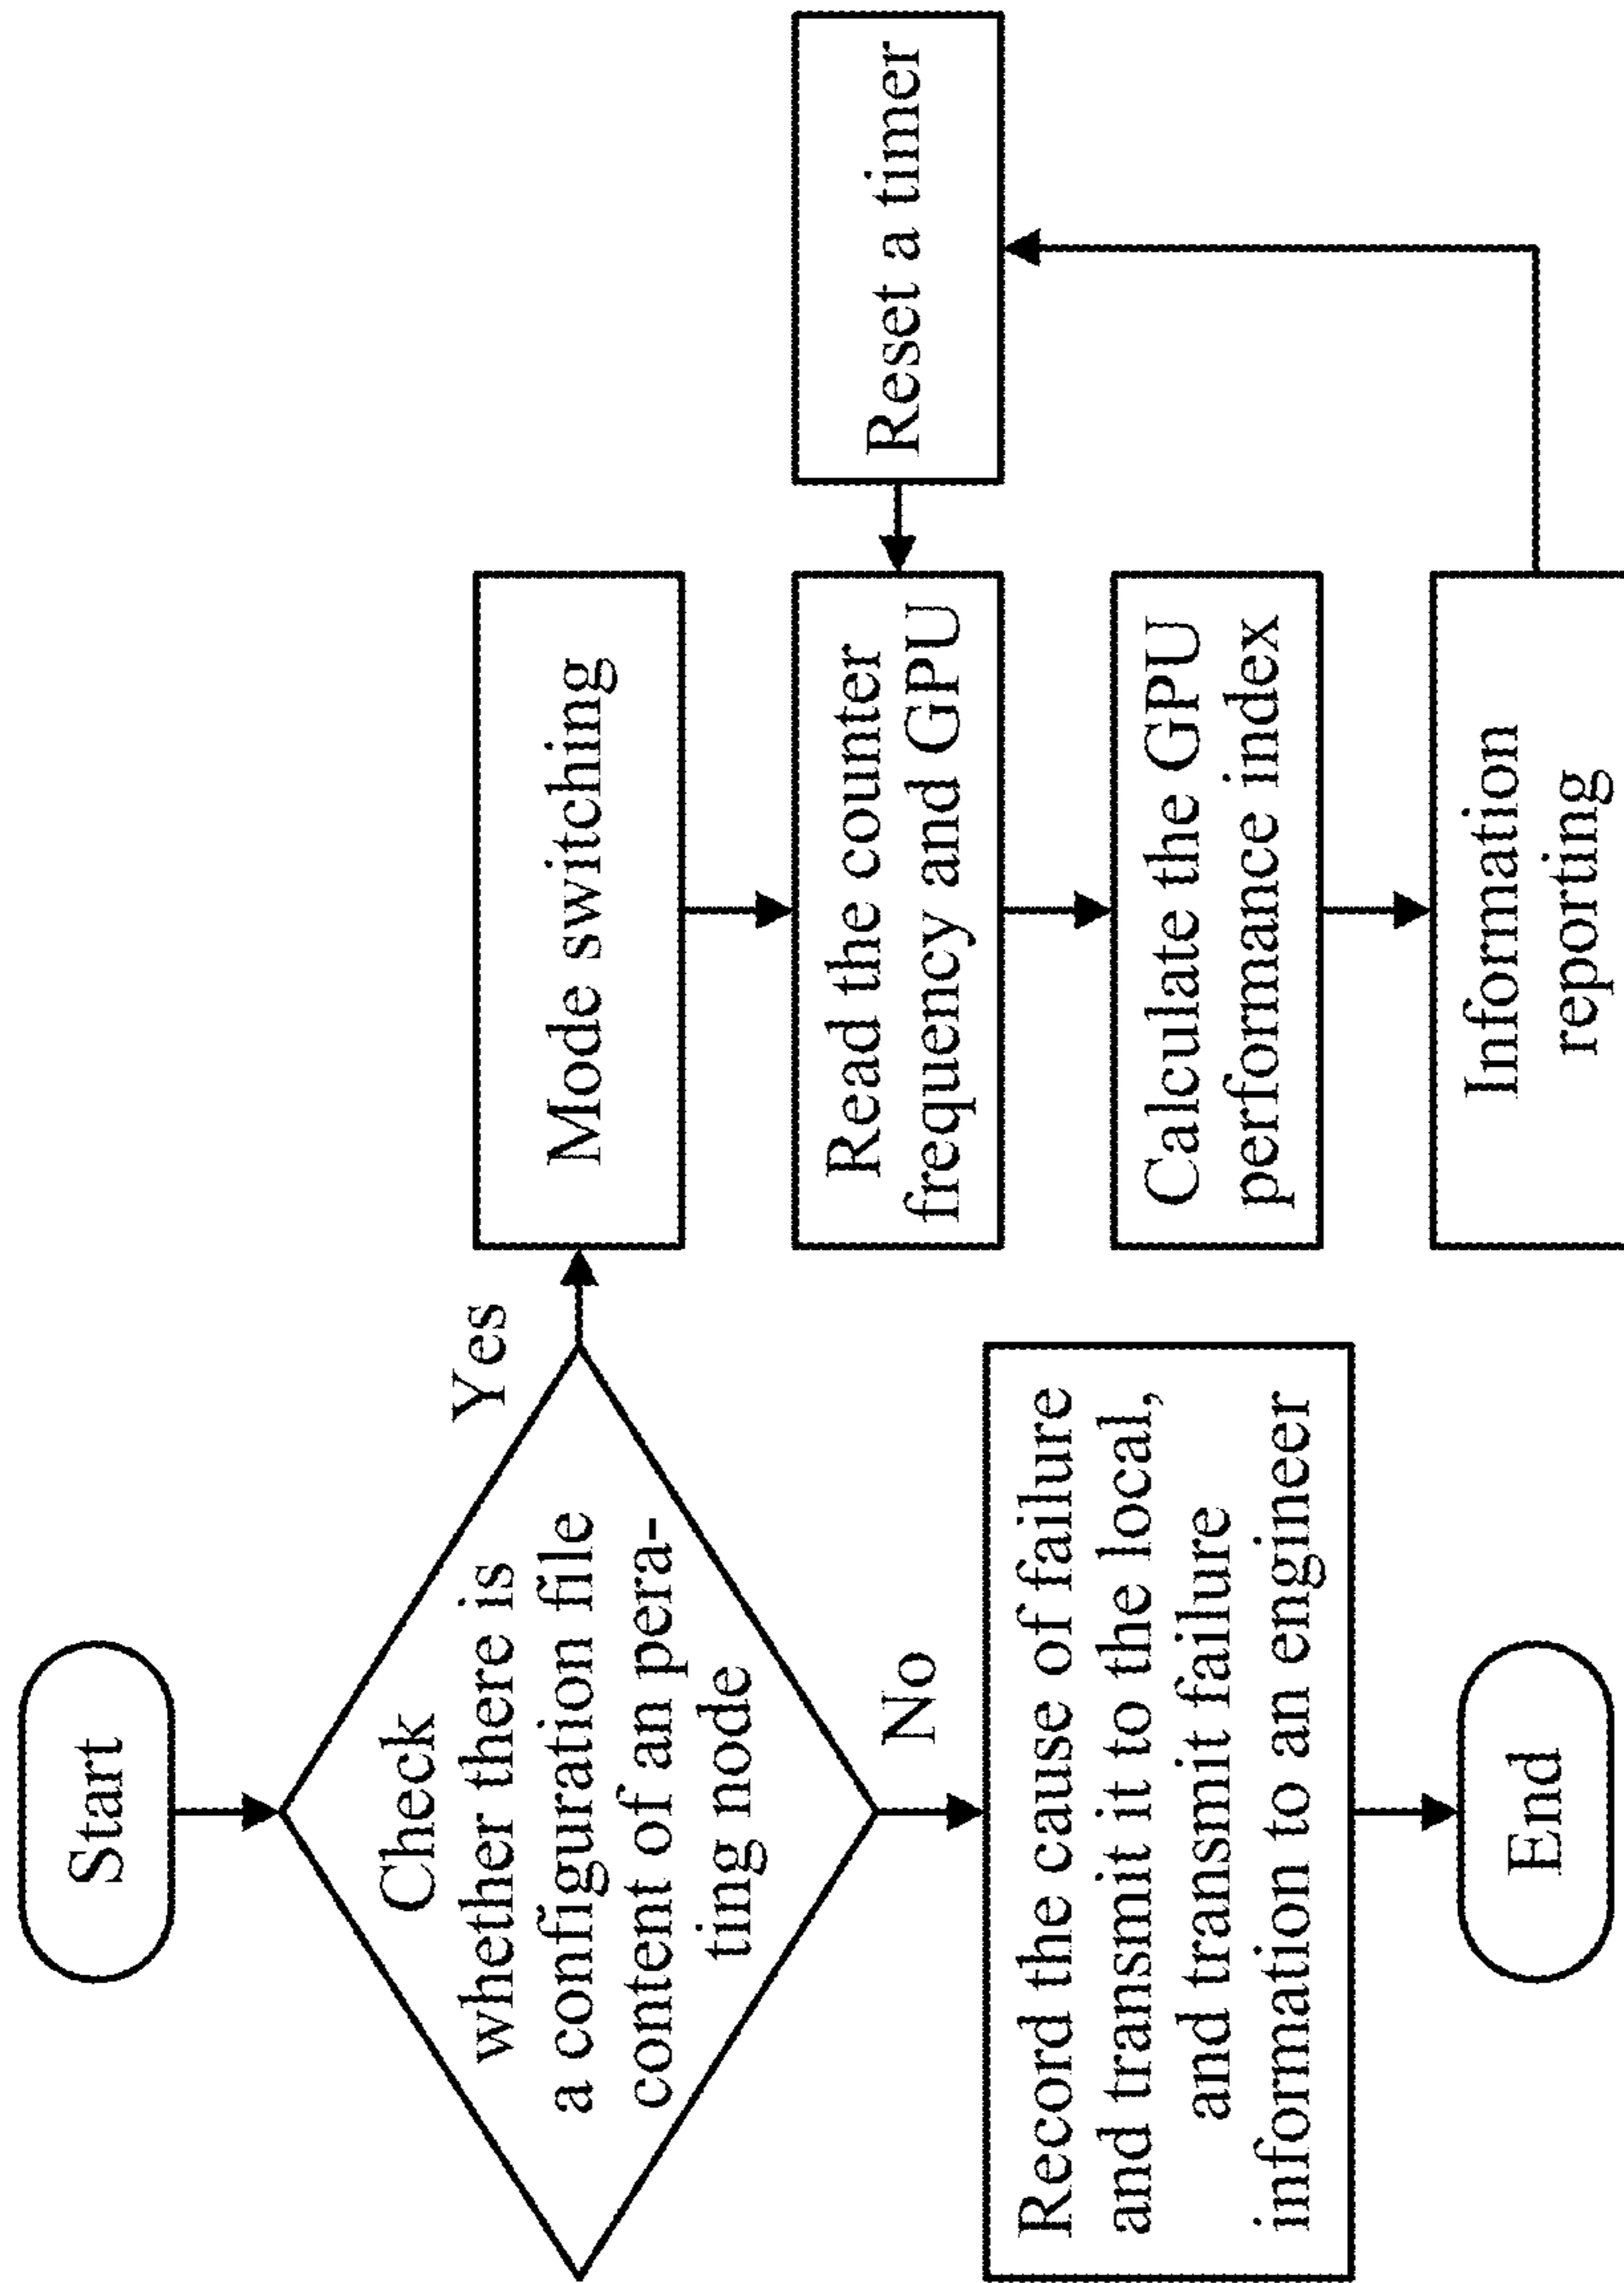 Start
Check
whether there is
a configuration file
content of an pera-
ting node
Yes
No
Record the cause of failure
and transmit it to the local,
and transmit failure
information to an engineer
End
Mode switching
Read the counter
frequency and GPU
Calculate the GPU
performance index
Information
reporting
Reset a timer